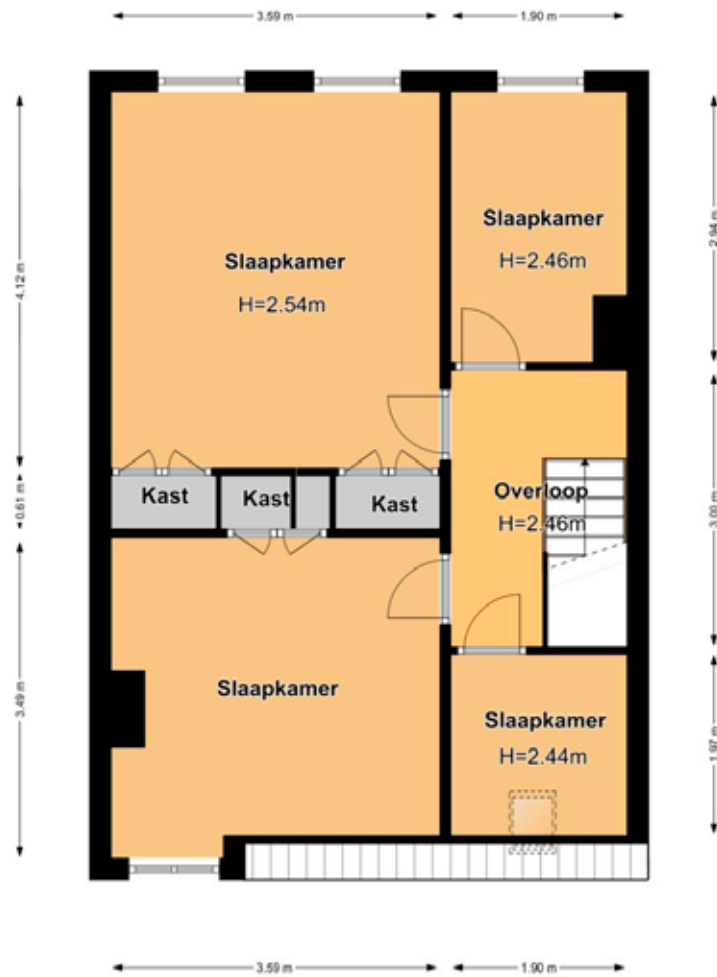 3.59 m
1.90 m
4.12 m
2.94 m
Slaapkamer
H=2.46m
Slaapkamer
H=2.54m
0.61 m
Kast
Kast
Kast
Overloop
H=2.46m
3.00 m
3.49 m
Slaapkamer
Slaapkamer
H=2.44m
1.97 m
3.59 m
1.90 m